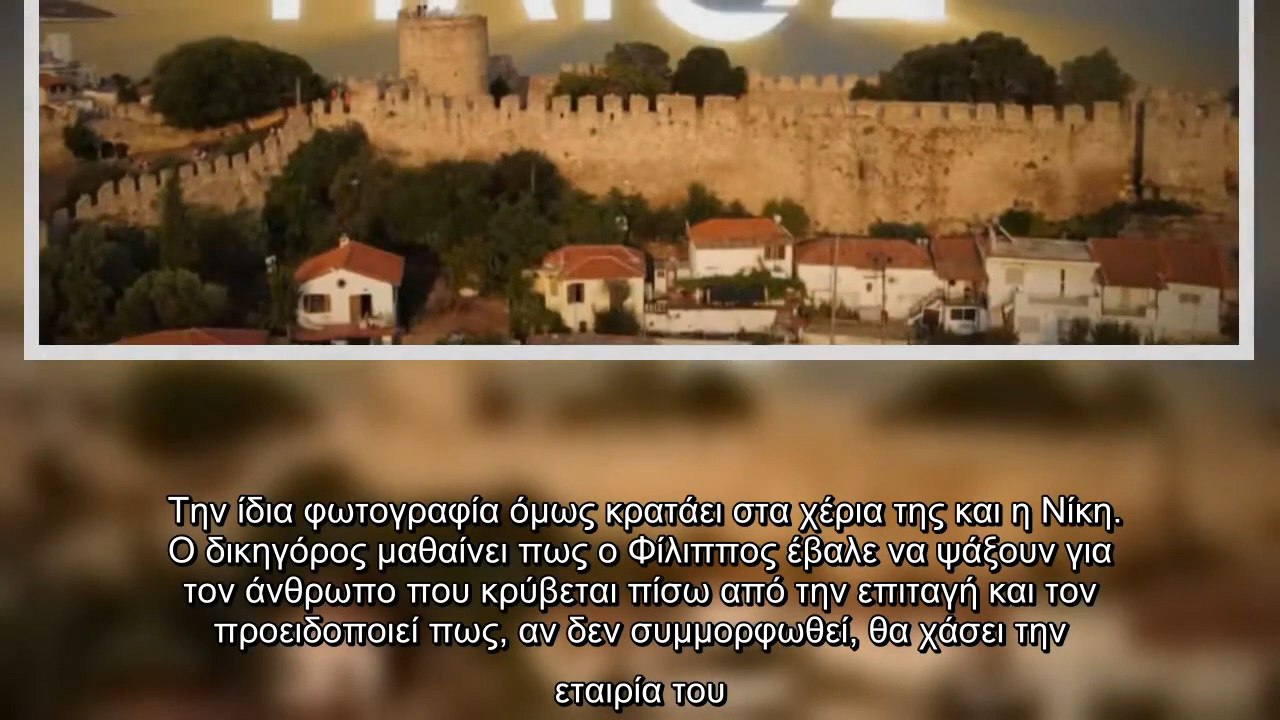 Την ίδια φωτογραφία όμως κρατάει στα χέρια της και η Νίκη.
Ο δικηγόρος μαθαίνει πως ο Φίλιππος έβαλε να ψάξουν για
τον άνθρωπο που κρύβεται πίσω από την επιταγή και τον
προειδοποιεί πως, αν δεν συμμορφωθεί, θα χάσει την
εταιρία του